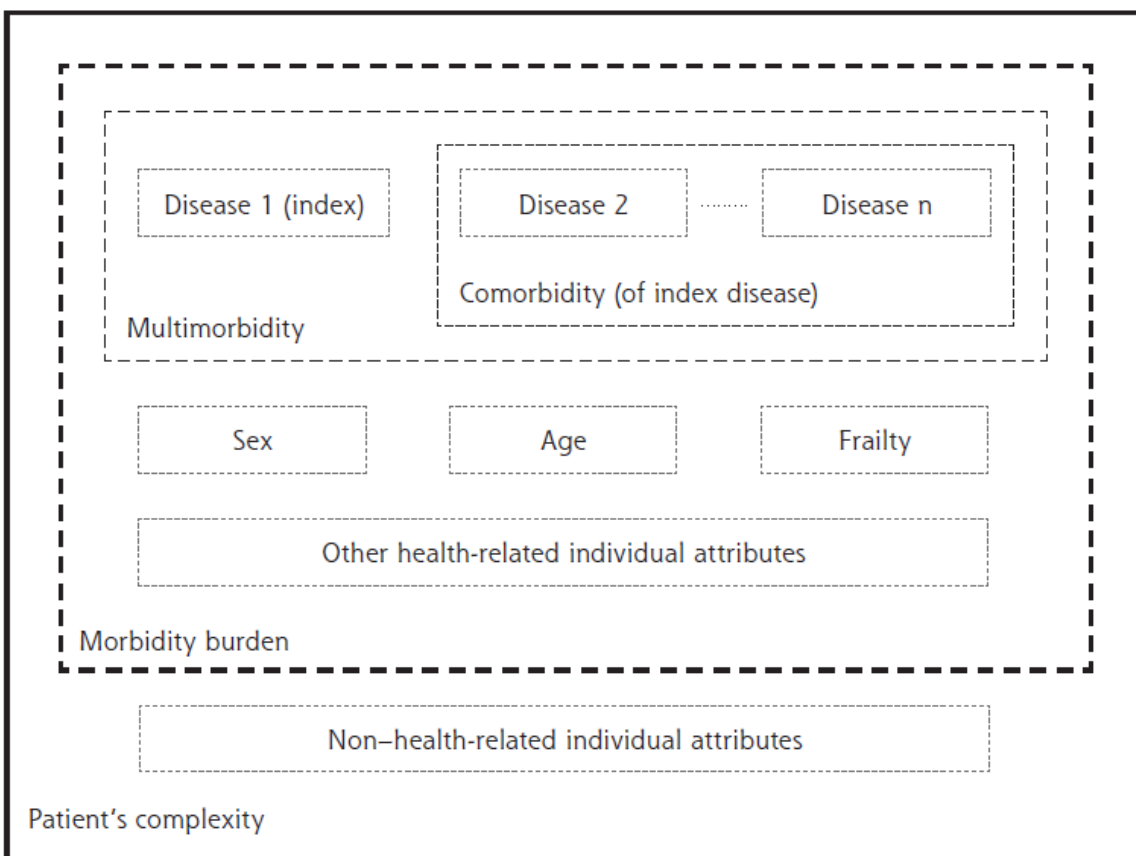 Disease 1 (index)
Disease 2
Disease n
Comorbidity (of index disease)
Multimorbidity
Sex
Age
Frailty
Other health-related individual attributes
Morbidity burden
Non–health-related individual attributes
Patient’s complexity